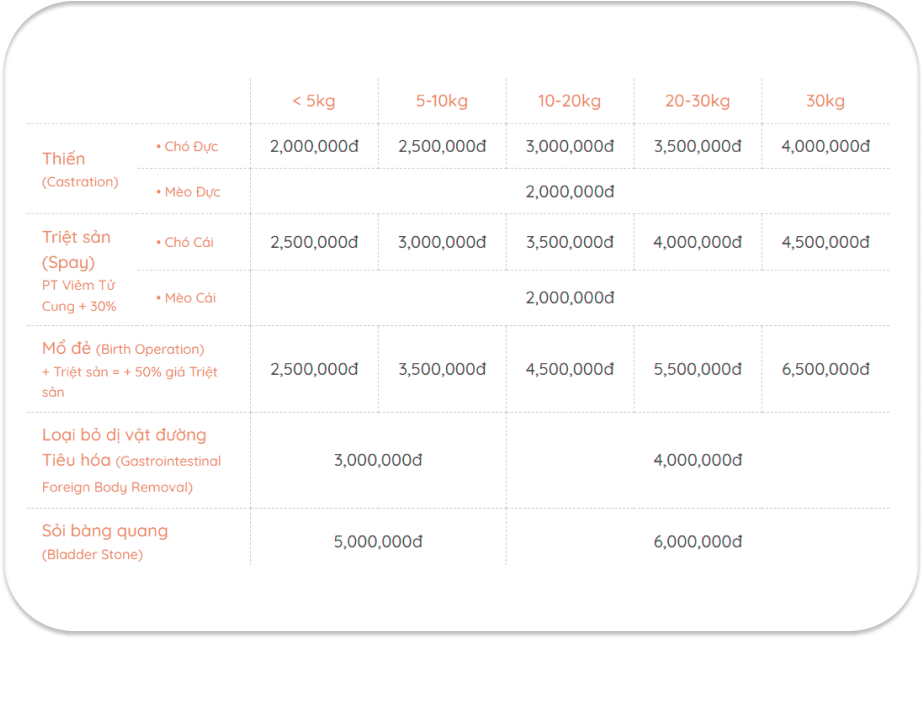 < 5kg 5-10kg 10-20kg 20-30kg 30kg
Thiến
(Castration)
• Chó Đực 2,000,000đ 2,500,000đ 3,000,000đ 3,500,000đ 4,000,000đ
• Mèo Đực 2,000,000đ
Triệt sản
(Spay)
PT Viêm Tử
Cung + 30%
• Chó Cái 2,500,000đ 3,000,000đ 3,500,000đ 4,000,000đ 4,500,000đ
• Mèo Cái 2,000,000đ
Mổ đẻ (Birth Operation)
+ Triệt sản = + 50% giá Triệt
sản
2,500,000đ 3,500,000đ 4,500,000đ 5,500,000đ 6,500,000đ
Loại bỏ dị vật đường
Tiêu hóa (Gastrointestinal
Foreign Body Removal)
3,000,000đ 4,000,000đ
Sỏi bàng quang
(Bladder Stone)
5,000,000đ 6,000,000đ